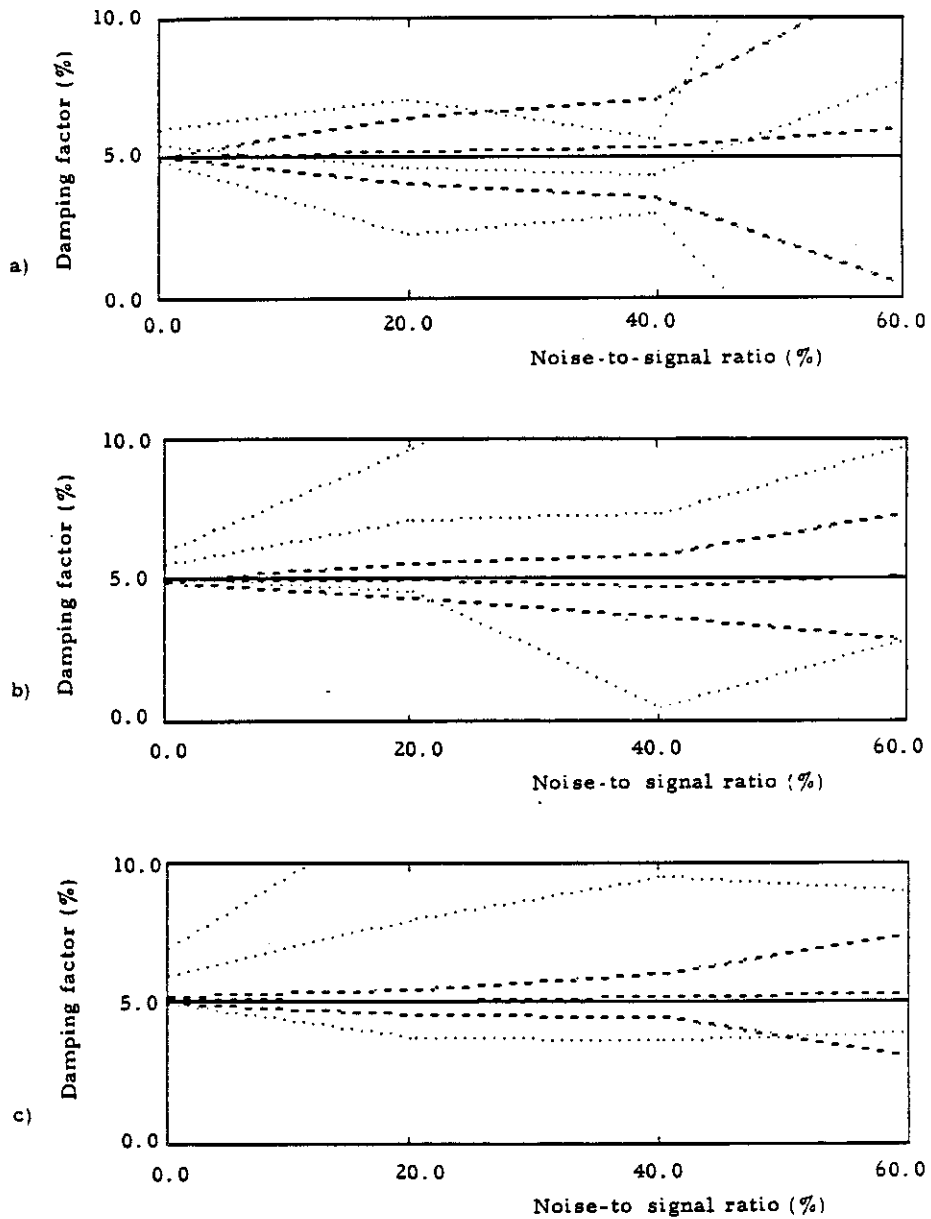 10.0
5.0
0.0
Damping factor (%)
a)
0.0 20.0 40.0 60.0
Noise-to-signal ratio (%)
10.0
5.0
0.0
Damping factor (%)
b)
0.0 20.0 40.0 60.0
Noise-to signal ratio (%)
10.0
5.0
0.0
Damping factor (%)
c)
0.0 20.0 40.0 60.0
Noise-to signal ratio (%)